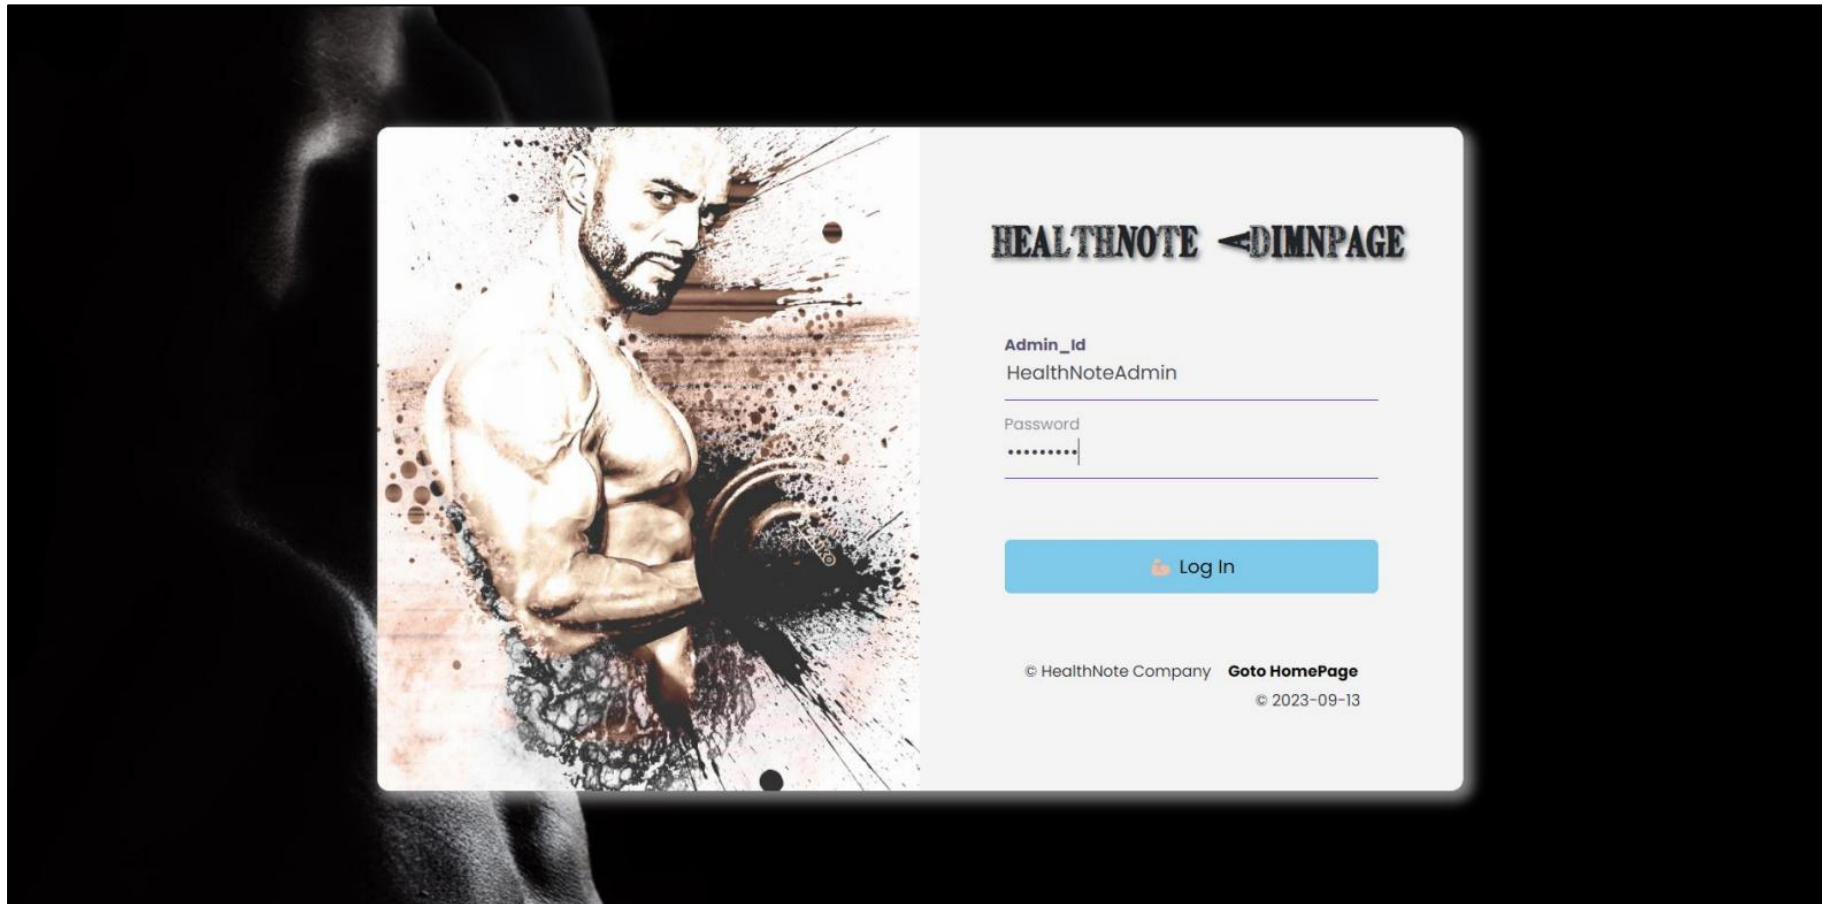 HEALTHNOTE ADIMNPAGE
Admin_Id
HealthNoteAdmin
Password
•••••••••
Log In
© HealthNote Company Goto HomePage
© 2023-09-13